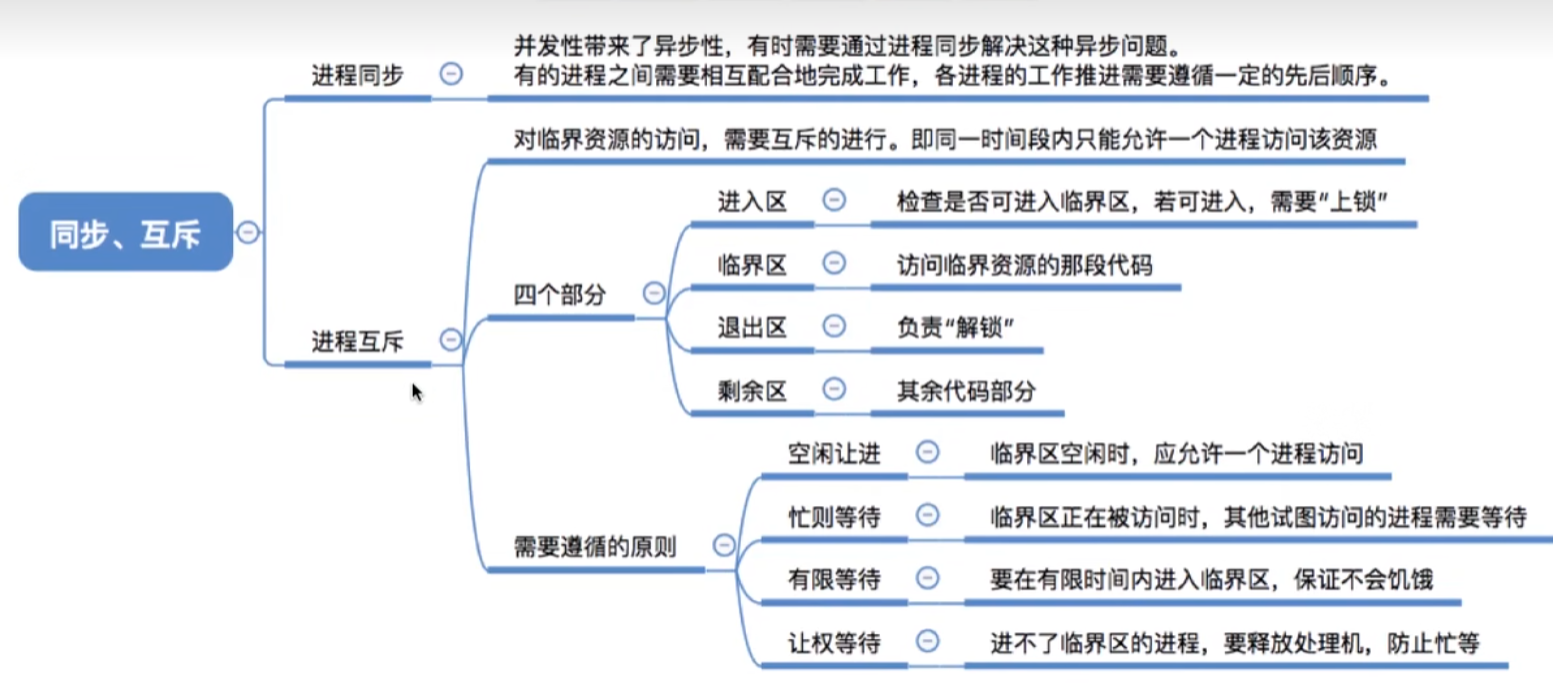 同步、互斥
进程同步
并发性带来了异步性，有时需要通过进程同步解决这种异步问题。
有的进程之间需要相互配合地完成工作，各进程的工作推进需要遵循一定的先后顺序。
进程互斥
对临界资源的访问，需要互斥的进行。即同一时间段内只能允许一个进程访问该资源
四个部分
进入区
检查是否可进入临界区，若可进入，需要“上锁”
临界区
访问临界资源的那段代码
退出区
负责“解锁”
剩余区
其余代码部分
需要遵循的原则
空闲让进
临界区空闲时，应允许一个进程访问
忙则等待
临界区正在被访问时，其他试图访问的进程需要等待
有限等待
要在有限时间内进入临界区，保证不会饥饿
让权等待
进不了临界区的进程，要释放处理机，防止忙等